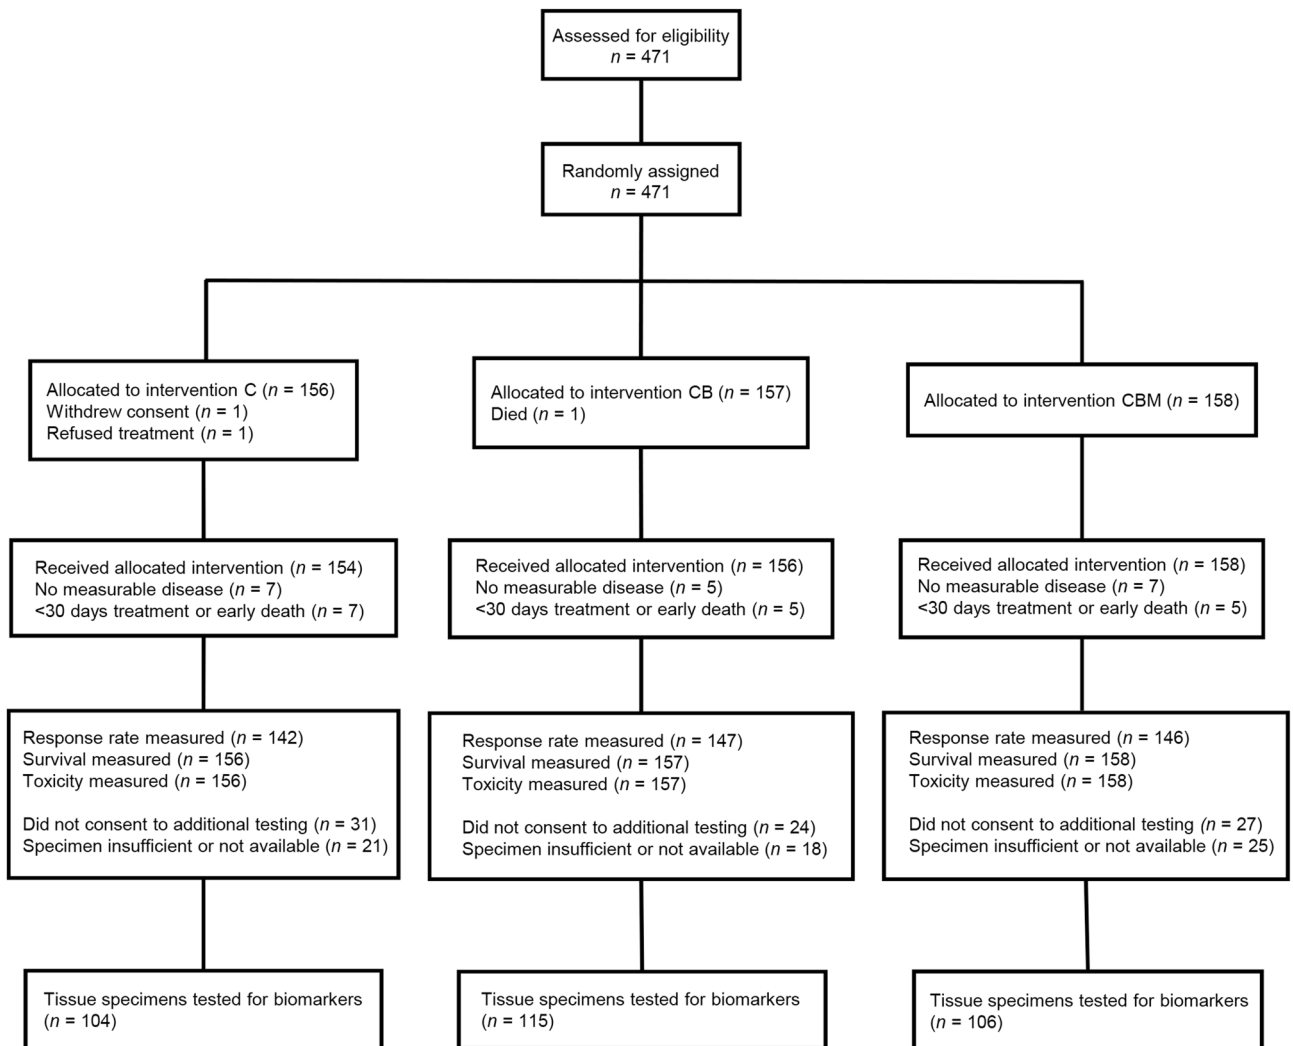 Assessed for eligibility
n = 471
Randomly assigned
n = 471
Allocated to intervention C (n = 156)
Withdrew consent (n = 1)
Refused treatment (n = 1)
Allocated to intervention CB (n = 157)
Died (n = 1)
Allocated to intervention CBM (n = 158)
Received allocated intervention (n = 154)
No measurable disease (n = 7)
<30 days treatment or early death (n = 7)
Received allocated intervention (n = 156)
No measurable disease (n = 5)
<30 days treatment or early death (n = 5)
Received allocated intervention (n = 158)
No measurable disease (n = 7)
<30 days treatment or early death (n = 5)
Response rate measured (n = 142)
Survival measured (n = 156)
Toxicity measured (n = 156)
Did not consent to additional testing (n = 31)
Specimen insufficient or not available (n = 21)
Response rate measured (n = 147)
Survival measured (n = 157)
Toxicity measured (n = 157)
Did not consent to additional testing (n = 24)
Specimen insufficient or not available (n = 18)
Response rate measured (n = 146)
Survival measured (n = 158)
Toxicity measured (n = 158)
Did not consent to additional testing (n = 27)
Specimen insufficient or not available (n = 25)
Tissue specimens tested for biomarkers
(n = 104)
Tissue specimens tested for biomarkers
(n = 115)
Tissue specimens tested for biomarkers
(n = 106)